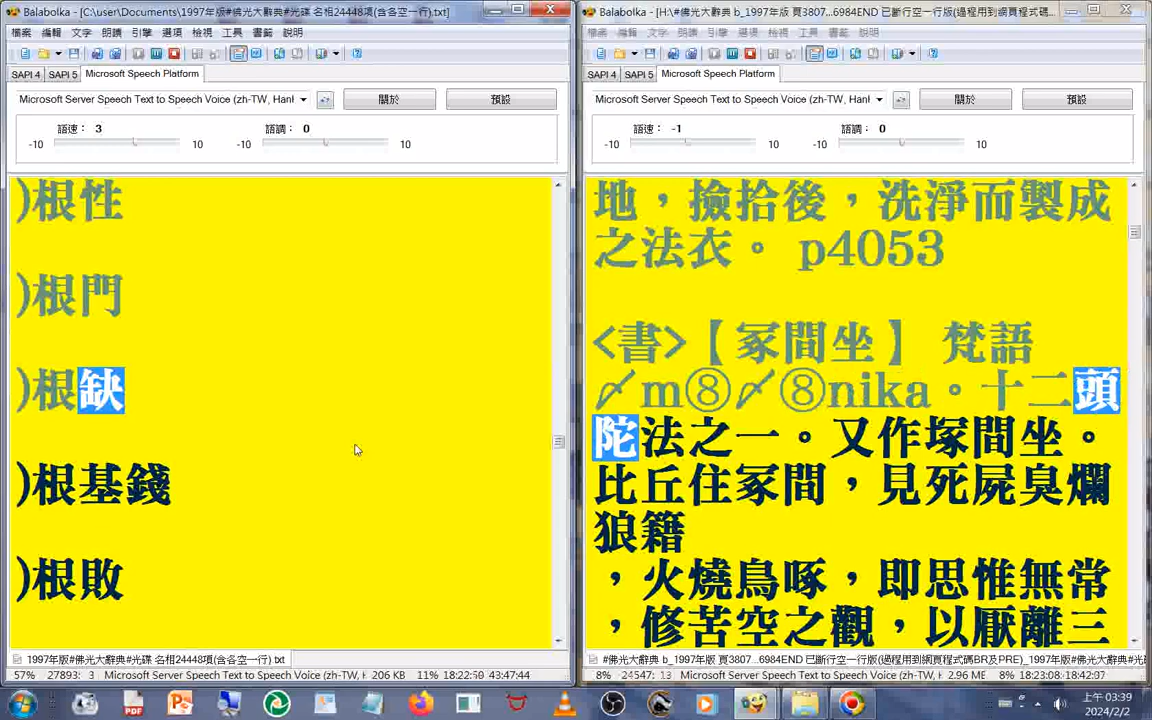 Balabolka - [C:\user\Documents\1997年版#佛光大辭典#光碟 名相24448項(含各空一行).txt]
檔案 編輯 文字 朗讀 引擎 選項 檢視 工具 書籤 說明
SAPI 4 SAPI 5 Microsoft Speech Platform
Microsoft Server Speech Text to Speech Voice (zh-TW, Hanl 關於 預設
語速： 3 語調： 0
-10 10 -10 10
)根性
)根門
)根缺
)根基錢
)根敗
1997年版#佛光大辭典#光碟 名相24448項(含各空一行).txt
57% 27081: 3 Microsoft Server Speech Text to Speech Voice (zh-TW, H 206 KB 11% 18:22:50 43:47:44
Balabolka - [H:\#佛光大辭典 b_1997年版 頁3807...6984END 已斷行空一行版(過程用到網頁程式碼...
檔案 編輯 文字 朗讀 引擎 選項 檢視 工具 書籤 說明
SAPI 4 SAPI 5 Microsoft Speech Platform
Microsoft Server Speech Text to Speech Voice (zh-TW, Hanl 關於 預設
語速： -1 語調： 0
-10 10 -10 10
地，撿拾後，洗淨而製成
之法衣。 p4053
<書>【冢間坐】 梵語
〆m⑧〆⑧nika。十二頭
陀法之一。又作塚間坐。
比丘住冢間，見死屍臭爛
狼籍
，火燒鳥啄，即思惟無常
，修苦空之觀，以厭離三
#佛光大辭典 b_1997年版 頁3807...6984END 已斷行空一行版(過程用到網頁程式碼BR及PRE)_1997年版#佛光大辭典#光
8% 24547: 13 Microsoft Server Speech Text to Speech Voice (zh-TW, H 2.96 ME 8% 18:23:08 18:42:07
上午 03:39
2024/2/2